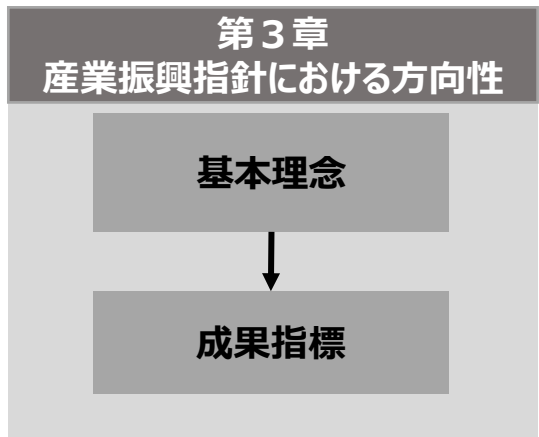 第３章
産業振興指針における方向性
基本理念
成果指標